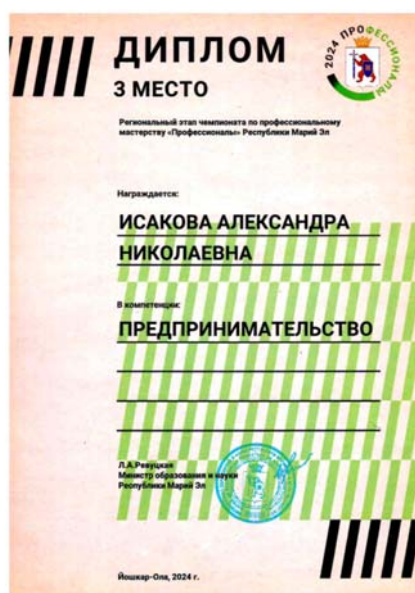 ДИПЛОМ
3 МЕСТО
2024 ПРОФЕССИОНАЛЫ
Региональный этап чемпионата по профессиональному
мастерству «Профессионалы» Республики Марий Эл
Награждается:
ИСАКОВА АЛЕКСАНДРА
НИКОЛАЕВНА
В компетенции:
ПРЕДПРИНИМАТЕЛЬСТВО
Л.А.Ревуцкая
Министр образования и науки
Республики Марий Эл
Йошкар-Ола, 2024 г.